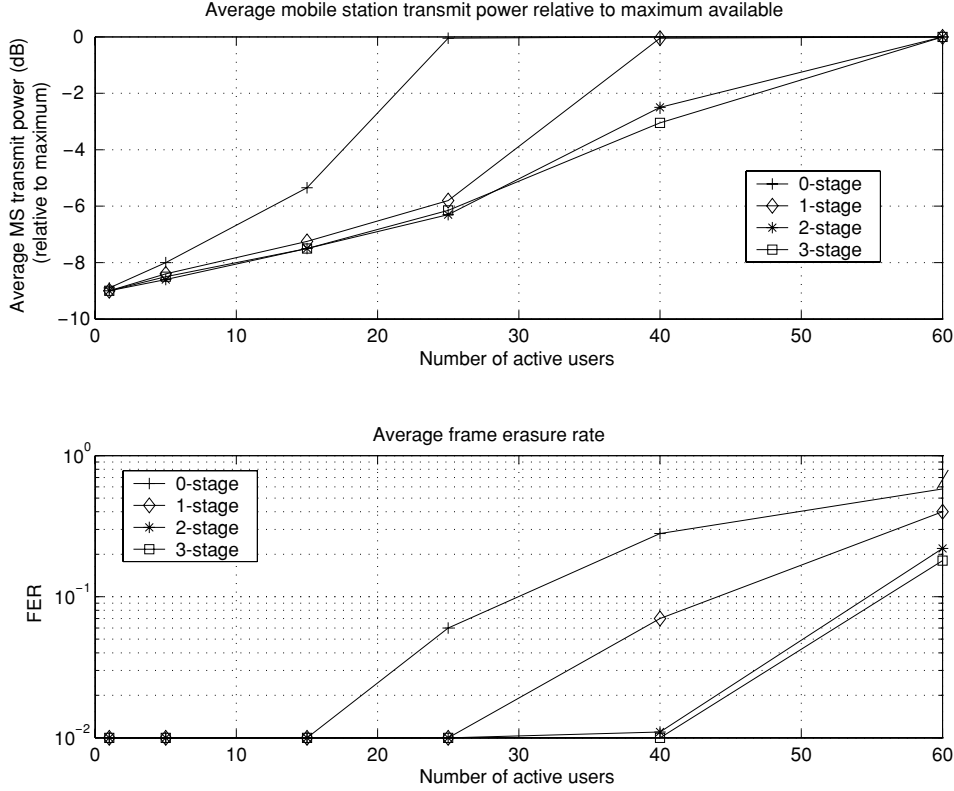 Average mobile station transmit power relative to maximum available
Average MS transmit power (dB)
(relative to maximum)
0
−2
−4
−6
−8
−10
0 10 20 30 40 50 60
Number of active users
0-stage
1-stage
2-stage
3-stage
Average frame erasure rate
FER
10^0
10^−1
10^−2
0-stage
1-stage
2-stage
3-stage
0 10 20 30 40 50 60
Number of active users